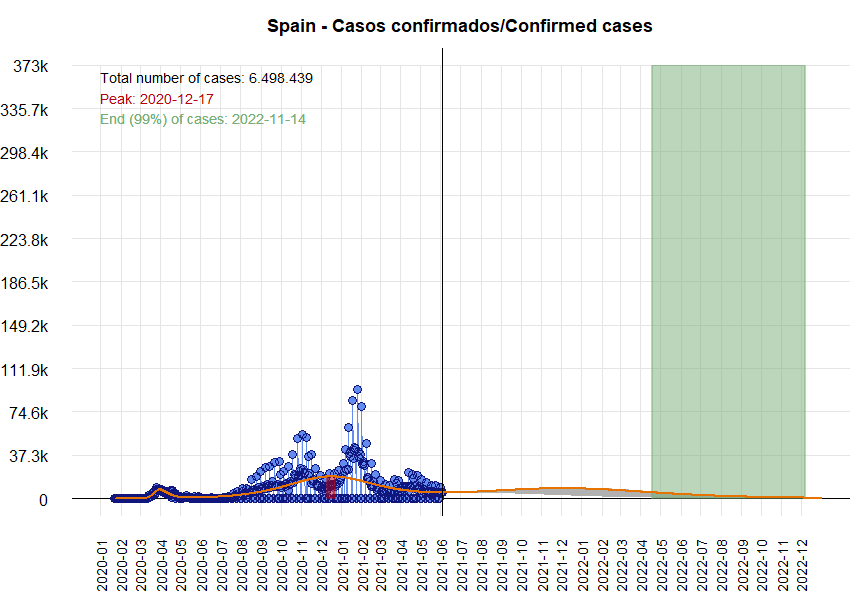 Spain - Casos confirmados/Confirmed cases
Total number of cases: 6.498.439
Peak: 2020-12-17
End (99%) of cases: 2022-11-14
373k
335.7k
298.4k
261.1k
223.8k
186.5k
149.2k
111.9k
74.6k
37.3k
0
2020-01
2020-02
2020-03
2020-04
2020-05
2020-06
2020-07
2020-08
2020-09
2020-10
2020-11
2020-12
2021-01
2021-02
2021-03
2021-04
2021-05
2021-06
2021-07
2021-08
2021-09
2021-10
2021-11
2021-12
2022-01
2022-02
2022-03
2022-04
2022-05
2022-06
2022-07
2022-08
2022-09
2022-10
2022-11
2022-12